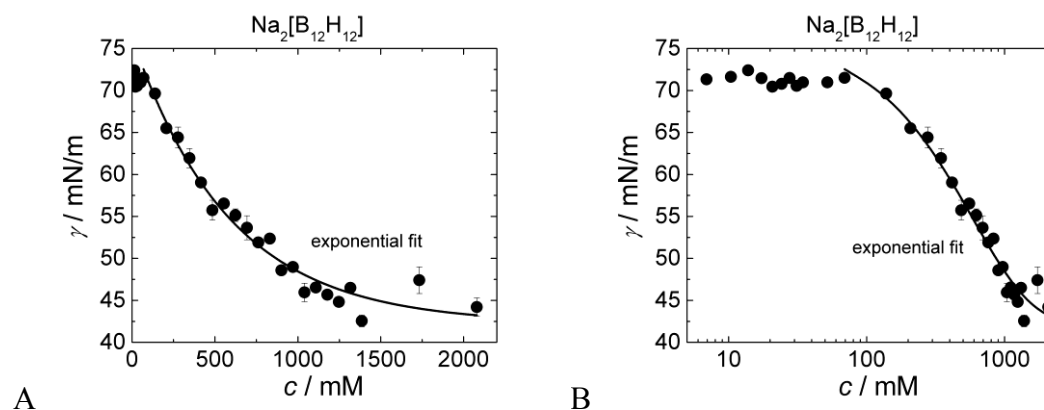 Na₂[B₁₂H₁₂]
75
70
65
60
55
50
45
40
γ / mN/m
exponential fit
0 500 1000 1500 2000
c / mM
A
Na₂[B₁₂H₁₂]
75
70
65
60
55
50
45
40
γ / mN/m
exponential fit
10 100 1000
c / mM
B